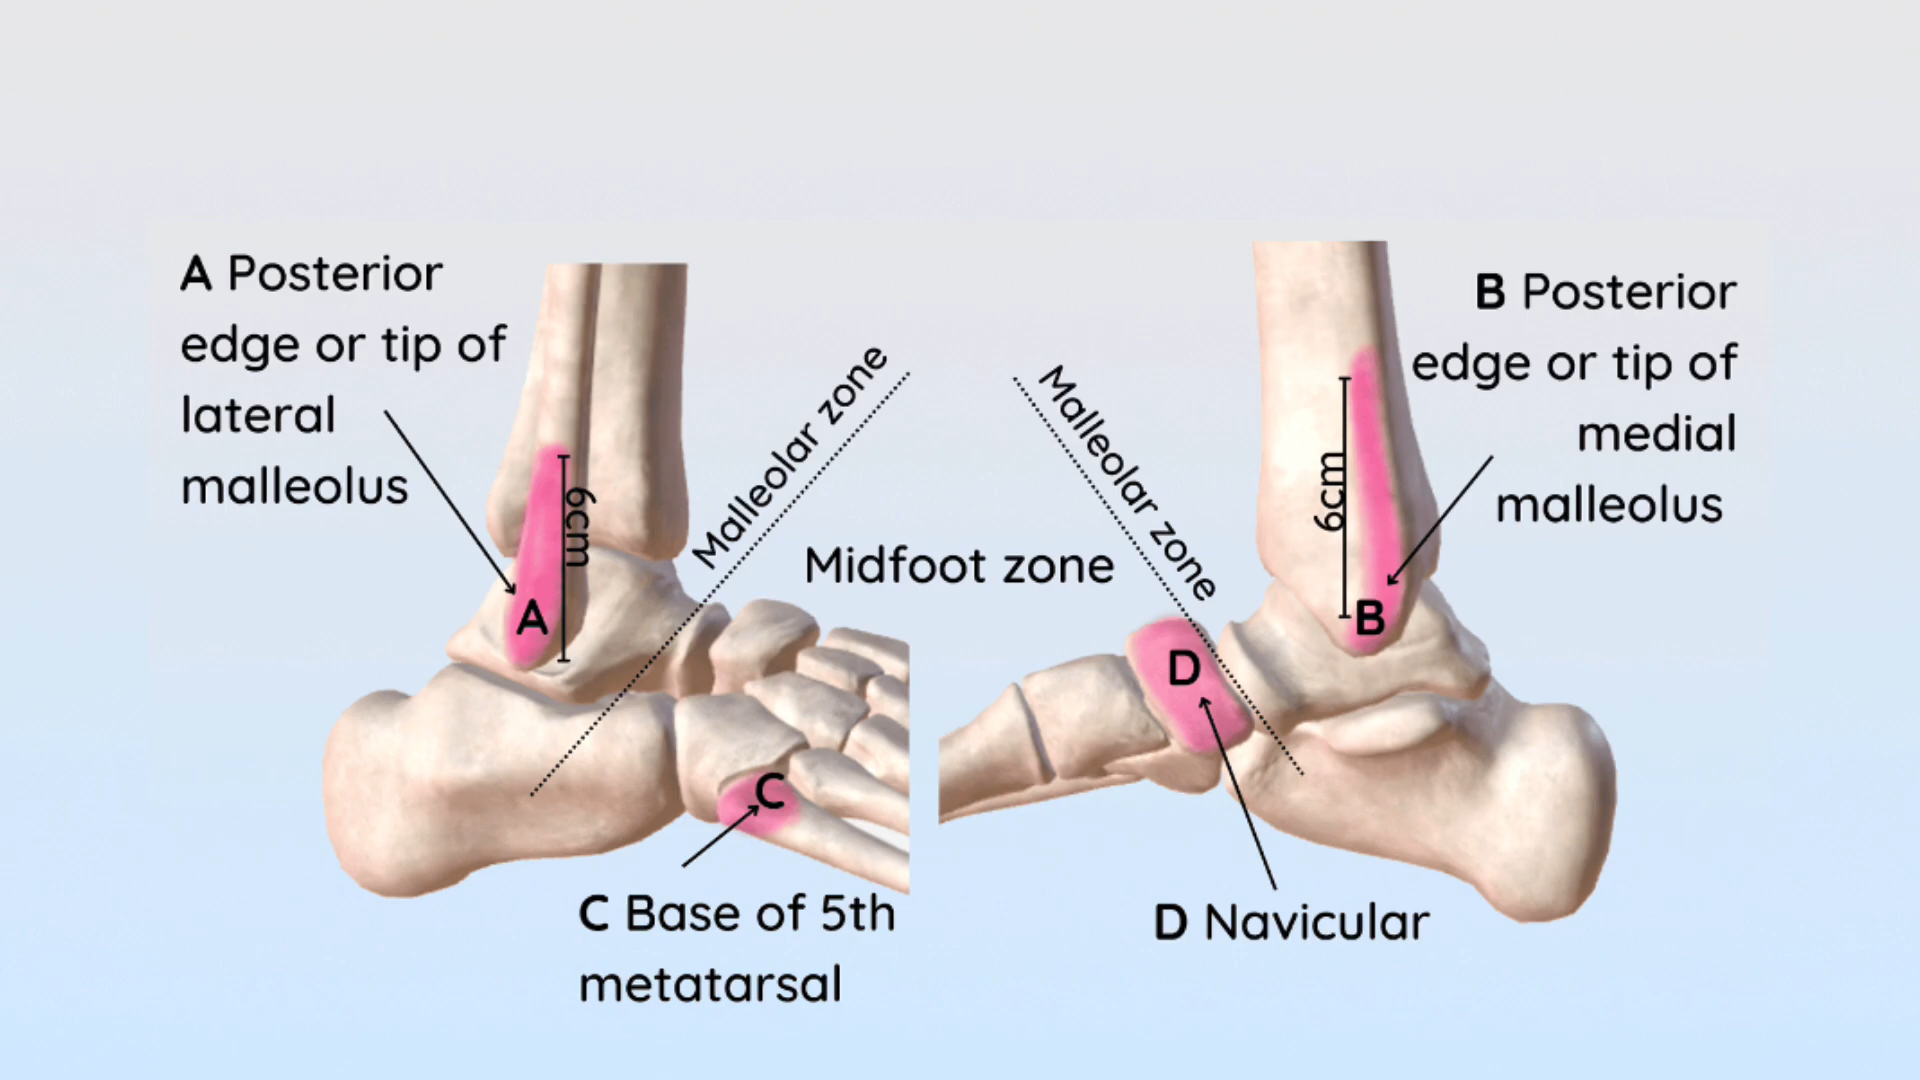 A Posterior
edge or tip of
lateral
malleolus
6cm
A
Malleolar zone
Midfoot zone
C
C Base of 5th
metatarsal
Malleolar zone
6cm
B Posterior
edge or tip of
medial
malleolus
B
D
D Navicular